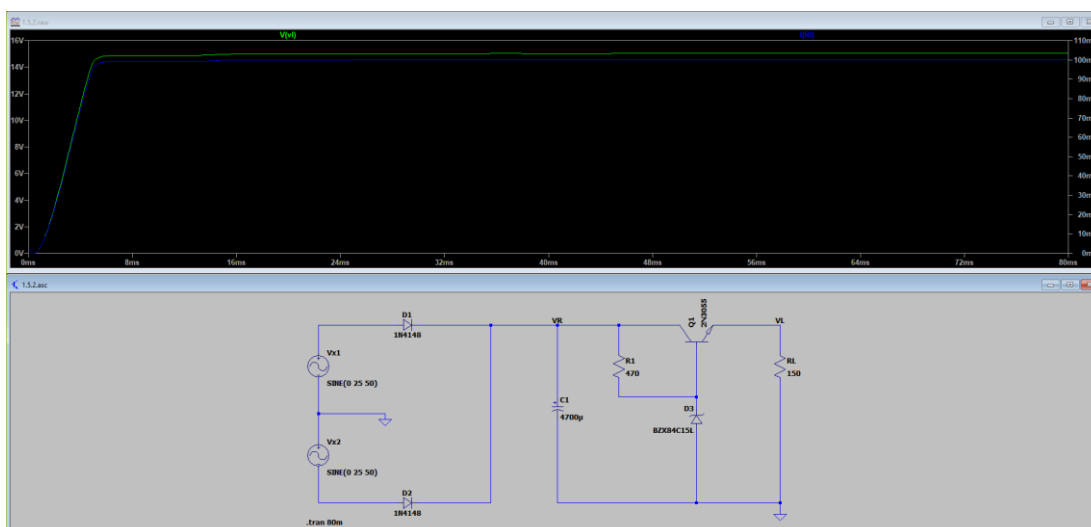 1.5.2.raw
V(vl)
16V
14V
12V
10V
8V
6V
4V
2V
0V
110m
100m
90m
80m
70m
60m
50m
40m
30m
20m
10m
0m
0ms 8ms 16ms 24ms 32ms 40ms 48ms 56ms 64ms 72ms 80ms
1.5.2.asc
D1
1N4148
VR
Q1
2N3055
VL
Vx1
SINE(0 25 50)
R1
470
RL
150
C1
4700µ
D3
BZX84C15L
Vx2
SINE(0 25 50)
D2
1N4148
.tran 80m